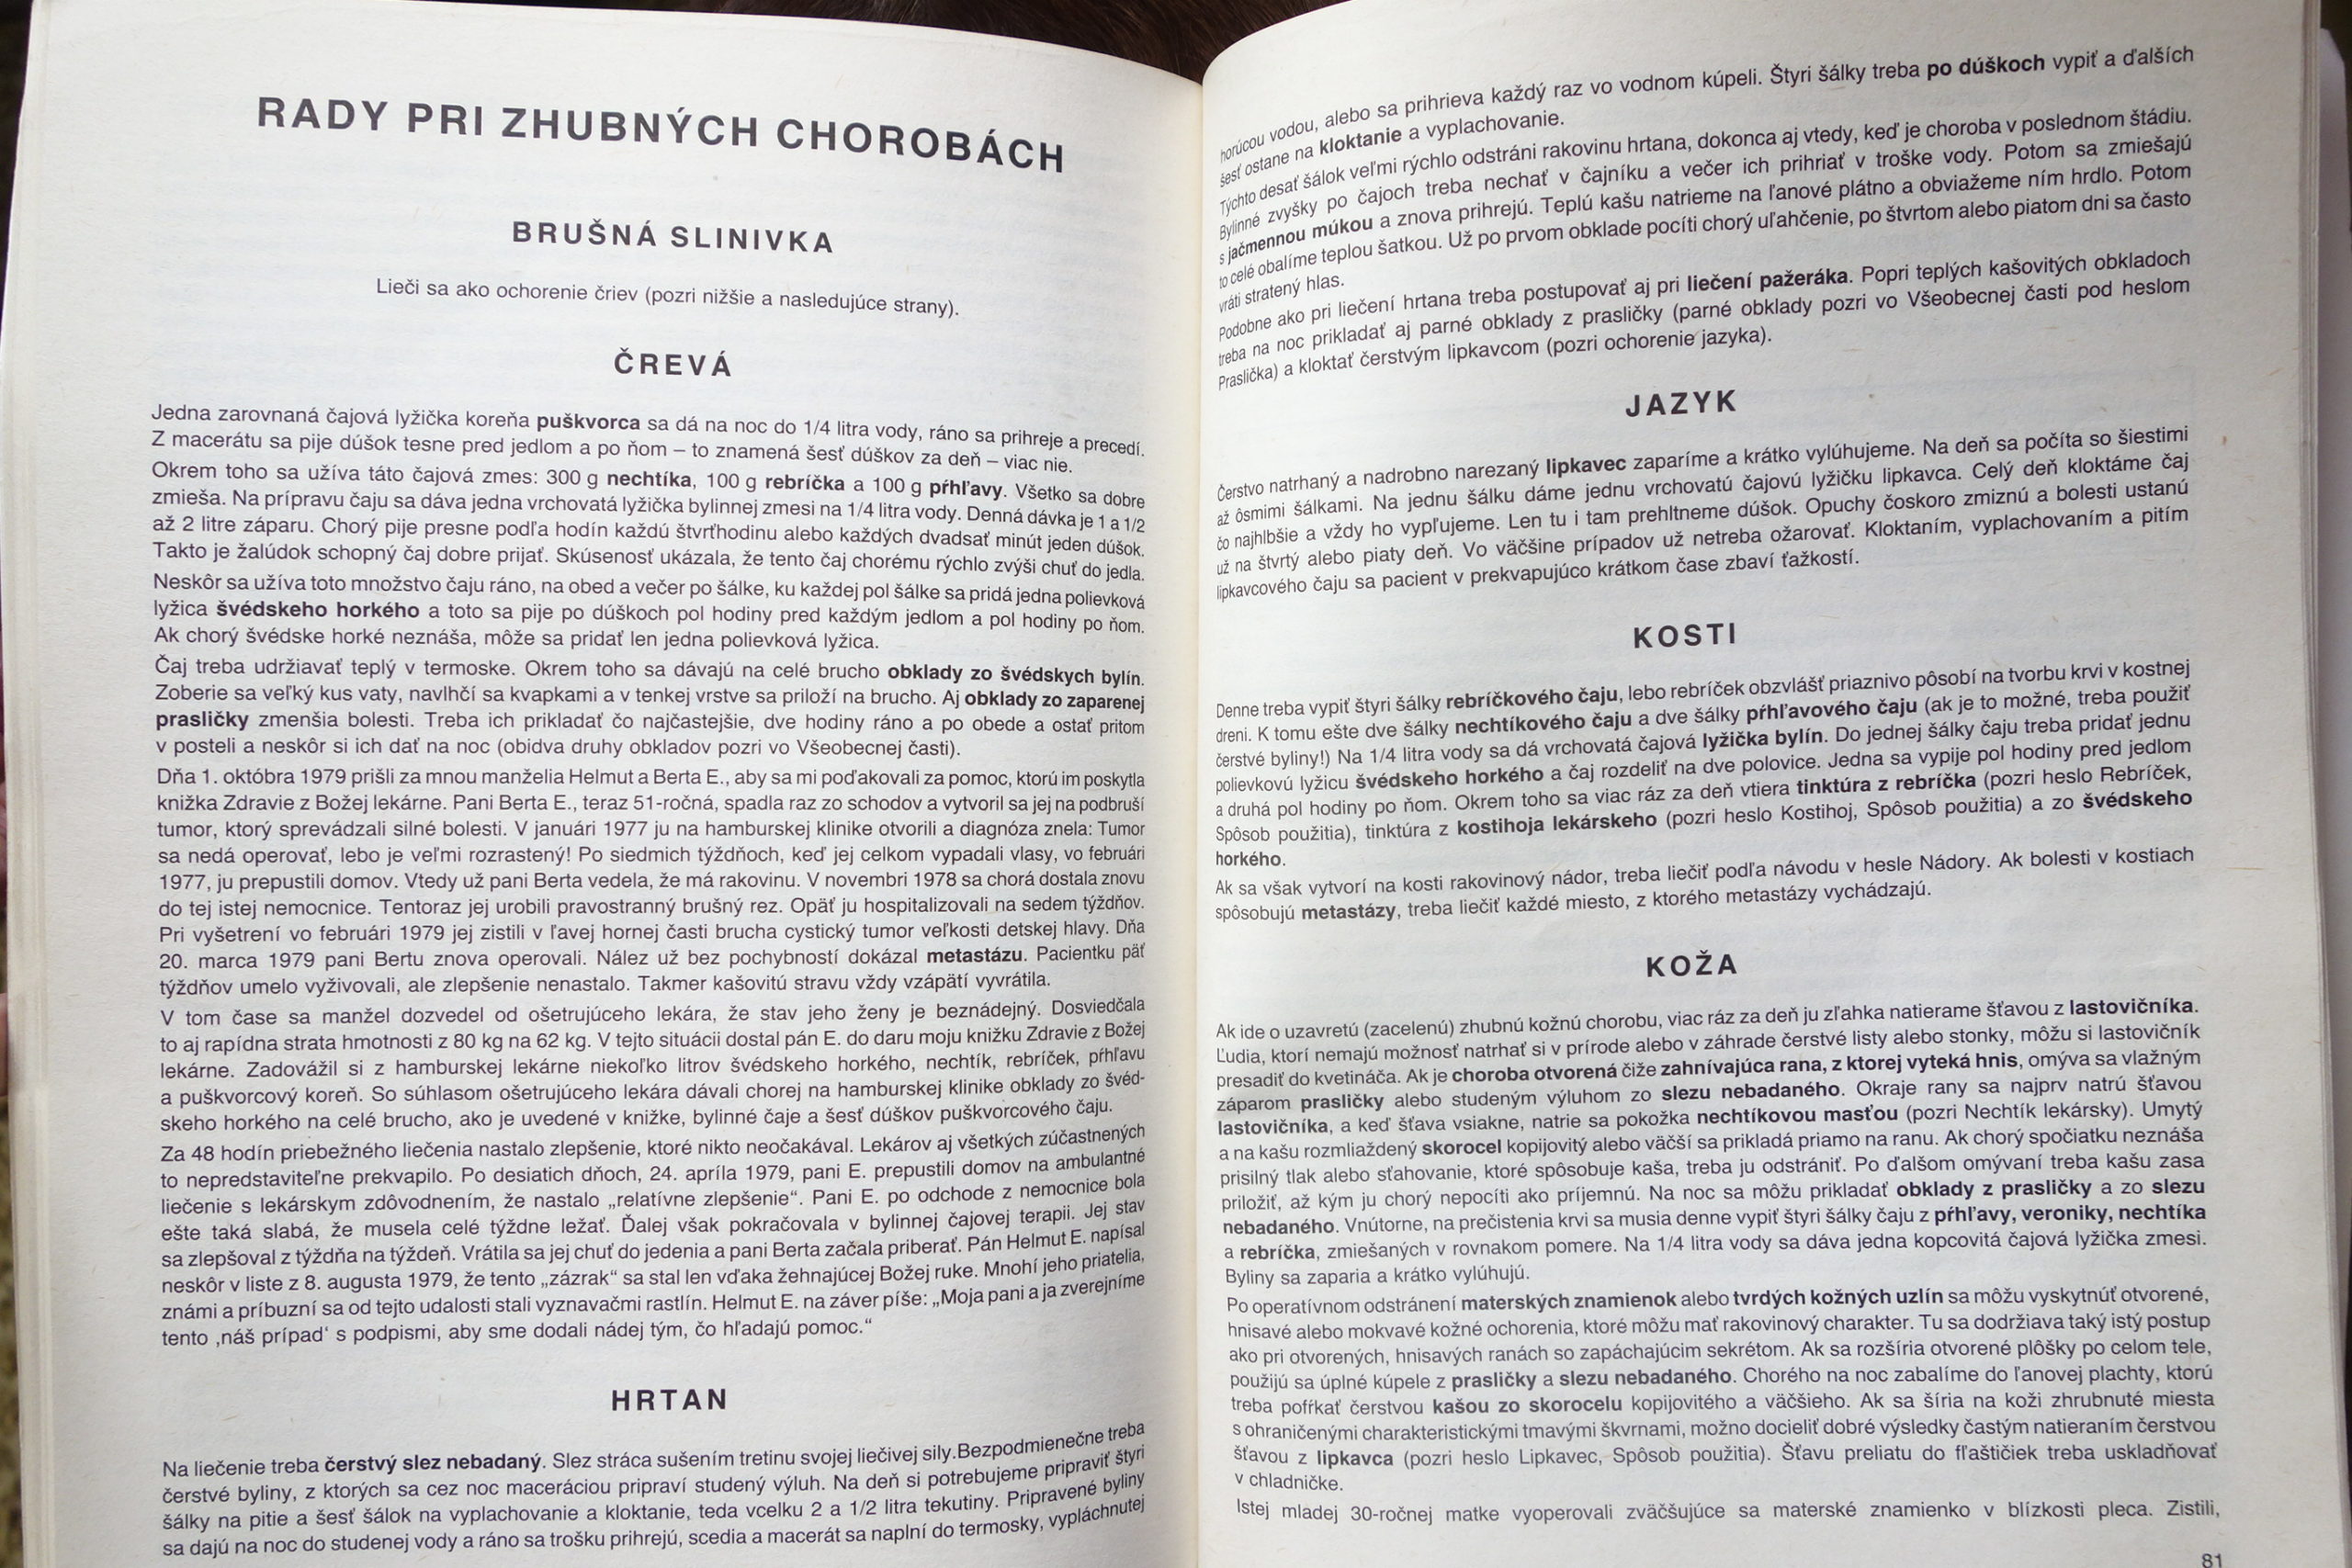 RADY PRI ZHUBNÝCH CHOROBÁCH
BRUŠNÁ SLINIVKA
Lieči sa ako ochorenie čriev (pozri nižšie a nasledujúce strany).
ČREVÁ
Jedna zarovnaná čajová lyžička koreňa puškvorca sa dá na noc do 1/4 litra vody, ráno sa prihreje a precedí.
Z macerátu sa pije dúšok tesne pred jedlom a po ňom – to znamená šesť dúškov za deň – viac nie.
Okrem toho sa užíva táto čajová zmes: 300 g nechtíka, 100 g rebríčka a 100 g pŕhľavy. Všetko sa dobre
zmieša. Na prípravu čaju sa dáva jedna vrchovatá lyžička bylinnej zmesi na 1/4 litra vody. Denná dávka je 1 a 1/2
až 2 litre záparu. Chorý pije presne podľa hodín každú štvrťhodinu alebo každých dvadsať minút jeden dúšok.
Takto je žalúdok schopný čaj dobre prijať. Skúsenosť ukázala, že tento čaj chorému rýchlo zvýši chuť do jedla.
Neskôr sa užíva toto množstvo čaju ráno, na obed a večer po šálke, ku každej pol šálke sa pridá jedna polievková
lyžica švédskeho horkého a toto sa pije po dúškoch pol hodiny pred každým jedlom a pol hodiny po ňom.
Ak chorý švédske horké neznáša, môže sa pridať len jedna polievková lyžica.
Čaj treba udržiavať teplý v termoske. Okrem toho sa dávajú na celé brucho obklady zo švédskych bylín.
Zoberie sa veľký kus vaty, navlhčí sa kvapkami a v tenkej vrstve sa priloží na brucho. Aj obklady zo zaparenej
prasličky zmenšia bolesti. Treba ich prikladať čo najčastejšie, dve hodiny ráno a po obede a ostať pritom
v posteli a neskôr si ich dať na noc (obidva druhy obkladov pozri vo Všeobecnej časti).
Dňa 1. októbra 1979 prišli za mnou manželia Helmut a Berta E., aby sa mi poďakovali za pomoc, ktorú im poskytla
knižka Zdravie z Božej lekárne. Pani Berta E., teraz 51-ročná, spadla raz zo schodov a vytvoril sa jej na podbruší
tumor, ktorý sprevádzali silné bolesti. V januári 1977 ju na hamburskej klinike otvorili a diagnóza znela: Tumor
sa nedá operovať, lebo je veľmi rozrastený! Po siedmich týždňoch, keď jej celkom vypadali vlasy, vo februári
1977, ju prepustili domov. Vtedy už pani Berta vedela, že má rakovinu. V novembri 1978 sa chorá dostala znovu
do tej istej nemocnice. Tentoraz jej urobili pravostranný brušný rez. Opäť ju hospitalizovali na sedem týždňov.
Pri vyšetrení vo februári 1979 jej zistili v ľavej hornej časti brucha cystický tumor veľkosti detskej hlavy. Dňa
20. marca 1979 pani Bertu znova operovali. Nález už bez pochybností dokázal metastázu. Pacientku päť
týždňov umelo vyživovali, ale zlepšenie nenastalo. Takmer kašovitú stravu vždy vzápätí vyvrátila.
V tom čase sa manžel dozvedel od ošetrujúceho lekára, že stav jeho ženy je beznádejný. Dosviedčala
to aj rapídna strata hmotnosti z 80 kg na 62 kg. V tejto situácii dostal pán E. do daru moju knižku Zdravie z Božej
lekárne. Zadovážil si z hamburskej lekárne niekoľko litrov švédskeho horkého, nechtík, rebríček, pŕhľavu
a puškvorcový koreň. So súhlasom ošetrujúceho lekára dávali chorej na hamburskej klinike obklady zo švéd-
skeho horkého na celé brucho, ako je uvedené v knižke, bylinné čaje a šesť dúškov puškvorcového čaju.
Za 48 hodín priebežného liečenia nastalo zlepšenie, ktoré nikto neočakával. Lekárov aj všetkých zúčastnených
to nepredstaviteľne prekvapilo. Po desiatich dňoch, 24. apríla 1979, pani E. prepustili domov na ambulantné
liečenie s lekárskym zdôvodnením, že nastalo „relatívne zlepšenie“. Pani E. po odchode z nemocnice bola
ešte taká slabá, že musela celé týždne ležať. Ďalej však pokračovala v bylinnej čajovej terapii. Jej stav
sa zlepšoval z týždňa na týždeň. Vrátila sa jej chuť do jedenia a pani Berta začala priberať. Pán Helmut E. napísal
neskôr v liste z 8. augusta 1979, že tento „zázrak“ sa stal len vďaka žehnajúcej Božej ruke. Mnohí jeho priatelia,
známi a príbuzní sa od tejto udalosti stali vyznavačmi rastlín. Helmut E. na záver píše: „Moja pani a ja zverejníme
tento ‚náš prípad‘ s podpismi, aby sme dodali nádej tým, čo hľadajú pomoc.“
HRTAN
Na liečenie treba čerstvý slez nebadaný. Slez stráca sušením tretinu svojej liečivej sily.Bezpodmienečne treba
čerstvé byliny, z ktorých sa cez noc maceráciou pripraví studený výluh. Na deň si potrebujeme pripraviť štyri
šálky na pitie a šesť šálok na vyplachovanie a kloktanie, teda vcelku 2 a 1/2 litra tekutiny. Pripravené byliny
sa dajú na noc do studenej vody a ráno sa trošku prihrejú, scedia a macerát sa naplní do termosky, vypláchnutej
horúcou vodou, alebo sa prihrieva každý raz vo vodnom kúpeli. Štyri šálky treba po dúškoch vypiť a ďalších
šesť ostane na kloktanie a vyplachovanie.
Týchto desať šálok veľmi rýchlo odstráni rakovinu hrtana, dokonca aj vtedy, keď je choroba v poslednom štádiu.
Bylinné zvyšky po čajoch treba nechať v čajníku a večer ich prihriať v troške vody. Potom sa zmiešajú
s jačmennou múkou a znova prihrejú. Teplú kašu natrieme na ľanové plátno a obviažeme ním hrdlo. Potom
to celé obalíme teplou šatkou. Už po prvom obklade pocíti chorý uľahčenie, po štvrtom alebo piatom dni sa často
vráti stratený hlas.
Podobne ako pri liečení hrtana treba postupovať aj pri liečení pažeráka. Popri teplých kašovitých obkladoch
treba na noc prikladať aj parné obklady z prasličky (parné obklady pozri vo Všeobecnej časti pod heslom
Praslička) a kloktať čerstvým lipkavcom (pozri ochorenie jazyka).
JAZYK
Čerstvo natrhaný a nadrobno narezaný lipkavec zaparíme a krátko vylúhujeme. Na deň sa počíta so šiestimi
až ôsmimi šálkami. Na jednu šálku dáme jednu vrchovatú čajovú lyžičku lipkavca. Celý deň kloktáme čaj
čo najhlbšie a vždy ho vypľujeme. Len tu i tam prehltneme dúšok. Opuchy čoskoro zmiznú a bolesti ustanú
už na štvrtý alebo piaty deň. Vo väčšine prípadov už netreba ožarovať. Kloktaním, vyplachovaním a pitím
lipkavcového čaju sa pacient v prekvapujúco krátkom čase zbaví ťažkostí.
KOSTI
Denne treba vypiť štyri šálky rebríčkového čaju, lebo rebríček obzvlášť priaznivo pôsobí na tvorbu krvi v kostnej
dreni. K tomu ešte dve šálky nechtíkového čaju a dve šálky pŕhľavového čaju (ak je to možné, treba použiť
čerstvé byliny!) Na 1/4 litra vody sa dá vrchovatá čajová lyžička bylín. Do jednej šálky čaju treba pridať jednu
polievkovú lyžicu švédskeho horkého a čaj rozdeliť na dve polovice. Jedna sa vypije pol hodiny pred jedlom
a druhá pol hodiny po ňom. Okrem toho sa viac ráz za deň vtiera tinktúra z rebríčka (pozri heslo Rebríček,
Spôsob použitia), tinktúra z kostihoja lekárskeho (pozri heslo Kostihoj, Spôsob použitia) a zo švédskeho
horkého.
Ak sa však vytvorí na kosti rakovinový nádor, treba liečiť podľa návodu v hesle Nádory. Ak bolesti v kostiach
spôsobujú metastázy, treba liečiť každé miesto, z ktorého metastázy vychádzajú.
KOŽA
Ak ide o uzavretú (zacelenú) zhubnú kožnú chorobu, viac ráz za deň ju zľahka natierame šťavou z lastovičníka.
Ľudia, ktorí nemajú možnosť natrhať si v prírode alebo v záhrade čerstvé listy alebo stonky, môžu si lastovičník
presadiť do kvetináča. Ak je choroba otvorená čiže zahnívajúca rana, z ktorej vyteká hnis, omýva sa vlažným
záparom prasličky alebo studeným výluhom zo slezu nebadaného. Okraje rany sa najprv natrú šťavou
lastovičníka, a keď šťava vsiakne, natrie sa pokožka nechtíkovou masťou (pozri Nechtík lekársky). Umytý
a na kašu rozmliaždený skorocel kopijovitý alebo väčší sa prikladá priamo na ranu. Ak chorý spočiatku neznáša
prisilný tlak alebo sťahovanie, ktoré spôsobuje kaša, treba ju odstrániť. Po ďalšom omývaní treba kašu zasa
priložiť, až kým ju chorý nepocíti ako príjemnú. Na noc sa môžu prikladať obklady z prasličky a zo slezu
nebadaného. Vnútorne, na prečistenia krvi sa musia denne vypiť štyri šálky čaju z pŕhľavy, veroniky, nechtíka
a rebríčka, zmiešaných v rovnakom pomere. Na 1/4 litra vody sa dáva jedna kopcovitá čajová lyžička zmesi.
Byliny sa zaparia a krátko vylúhujú.
Po operatívnom odstránení materských znamienok alebo tvrdých kožných uzlín sa môžu vyskytnúť otvorené,
hnisavé alebo mokvavé kožné ochorenia, ktoré môžu mať rakovinový charakter. Tu sa dodržiava taký istý postup
ako pri otvorených, hnisavých ranách so zapáchajúcim sekrétom. Ak sa rozšíria otvorené plôšky po celom tele,
použijú sa úplné kúpele z prasličky a slezu nebadaného. Chorého na noc zabalíme do ľanovej plachty, ktorú
treba pofŕkať čerstvou kašou zo skorocelu kopijovitého a väčšieho. Ak sa šíria na koži zhrubnuté miesta
s ohraničenými charakteristickými tmavými škvrnami, možno docieliť dobré výsledky častým natieraním čerstvou
šťavou z lipkavca (pozri heslo Lipkavec, Spôsob použitia). Šťavu preliatu do fľaštičiek treba uskladňovať
v chladničke.
Istej mladej 30-ročnej matke vyoperovali zväčšujúce sa materské znamienko v blízkosti pleca. Zistili,
81